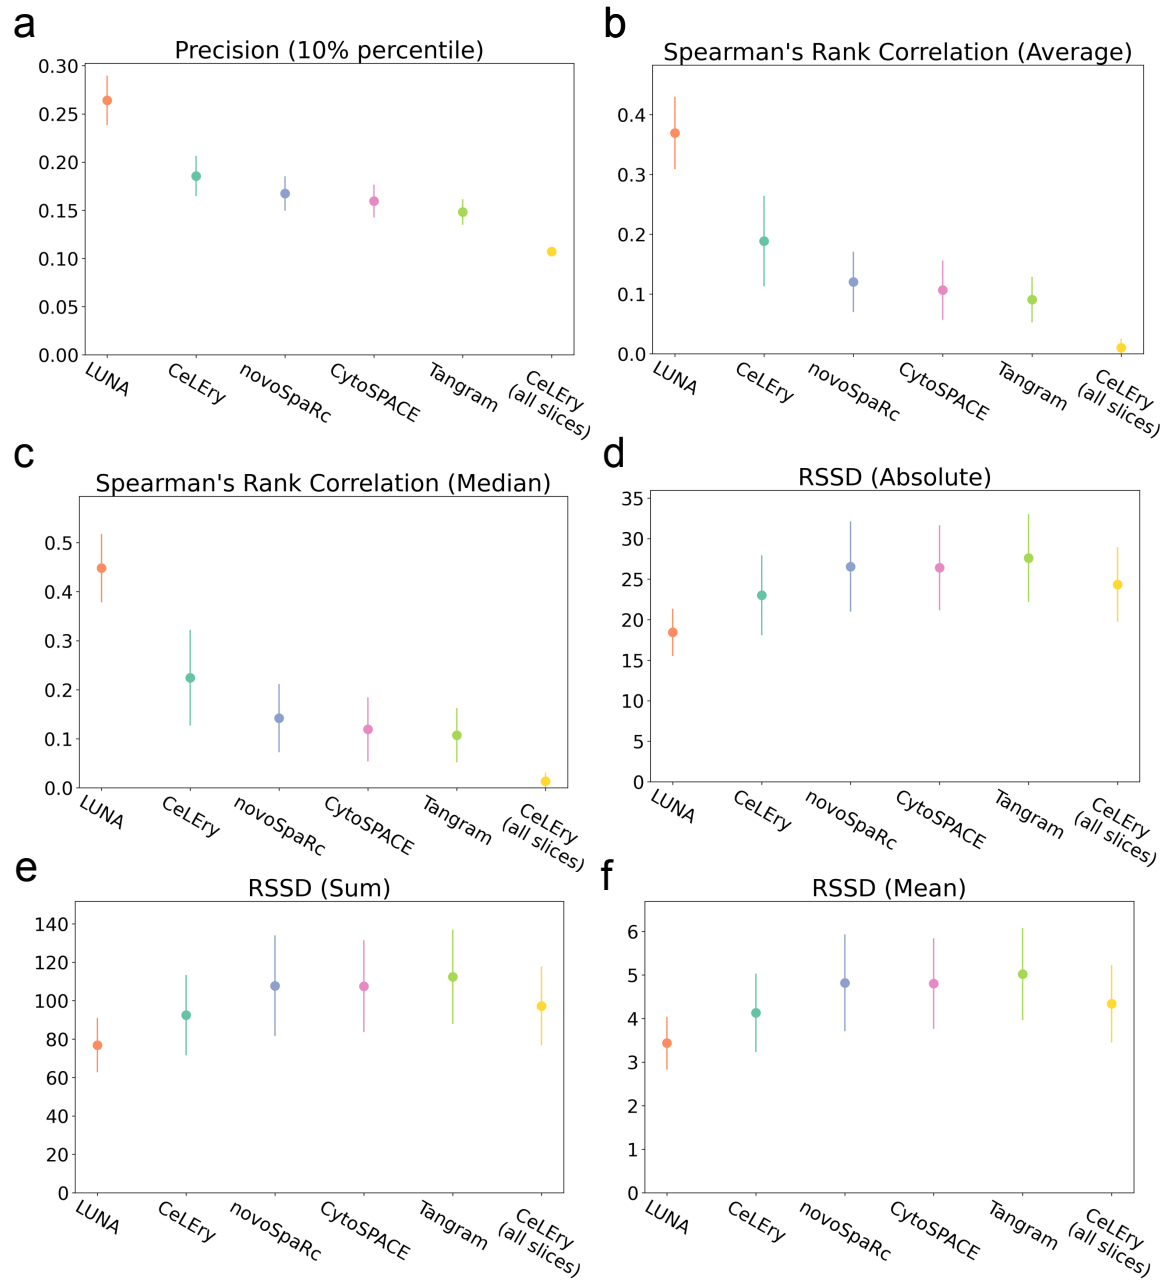 a
Precision (10% percentile)
0.30
0.25
0.20
0.15
0.10
0.05
0.00
LUNA
CeLEry
novoSpaRc
CytoSPACE
Tangram
CeLEry
(all slices)
b
Spearman's Rank Correlation (Average)
0.4
0.3
0.2
0.1
0.0
LUNA
CeLEry
novoSpaRc
CytoSPACE
Tangram
CeLEry
(all slices)
c
Spearman's Rank Correlation (Median)
0.5
0.4
0.3
0.2
0.1
0.0
LUNA
CeLEry
novoSpaRc
CytoSPACE
Tangram
CeLEry
(all slices)
d
RSSD (Absolute)
35
30
25
20
15
10
5
0
LUNA
CeLEry
novoSpaRc
CytoSPACE
Tangram
CeLEry
(all slices)
e
RSSD (Sum)
140
120
100
80
60
40
20
0
LUNA
CeLEry
novoSpaRc
CytoSPACE
Tangram
CeLEry
(all slices)
f
RSSD (Mean)
6
5
4
3
2
1
0
LUNA
CeLEry
novoSpaRc
CytoSPACE
Tangram
CeLEry
(all slices)